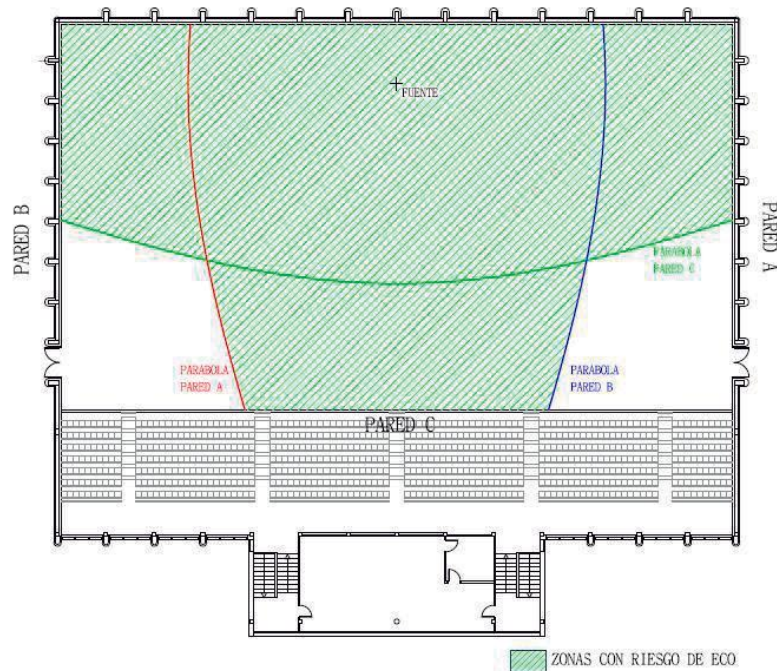 FUENTE
PARED B
PARED A
PARABOLA
PARED C
PARABOLA
PARED A
PARABOLA
PARED B
PARED C
ZONAS CON RIESGO DE ECO